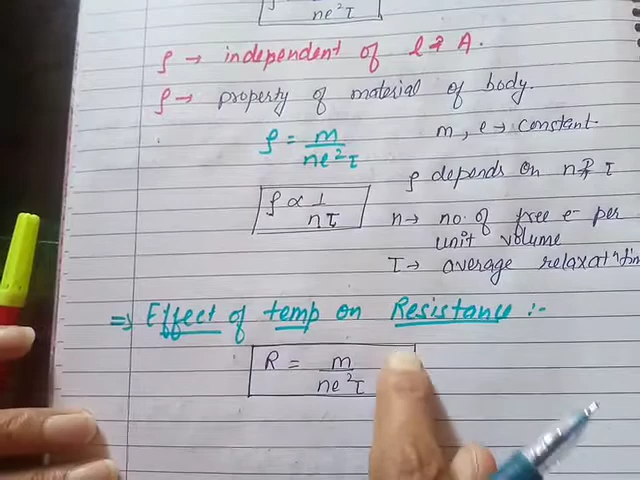 ne²τ
ρ → independent of l & A.
ρ → property of material of body.
ρ = m/ne²τ
m, e → constant
ρ depends on n & τ
ρ ∝ 1/nτ
n → no. of free e⁻ per
unit volume
τ → average relaxation
⇒ Effect of temp on Resistance :-
R = m/ne²τ